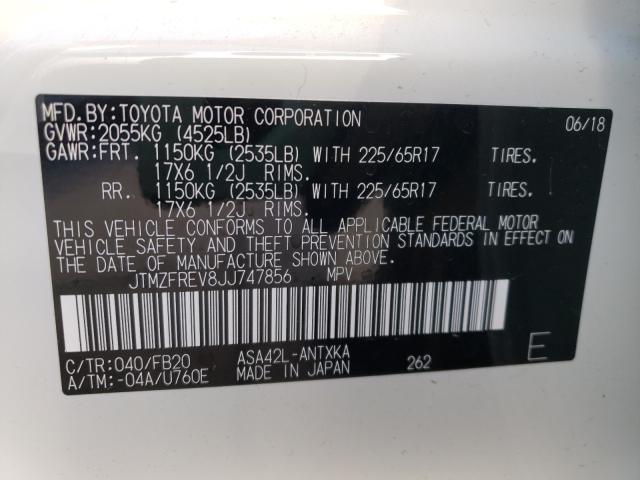 MFD.BY:TOYOTA MOTOR CORPORATION 06/18
GVWR:2055KG (4525LB)
GAWR:FRT. 1150KG (2535LB) WITH 225/65R17 TIRES.
17X6 1/2J RIMS.
RR. 1150KG (2535LB) WITH 225/65R17 TIRES.
17X6 1/2J RIMS.
THIS VEHICLE CONFORMS TO ALL APPLICABLE FEDERAL MOTOR
VEHICLE SAFETY AND THEFT PREVENTION STANDARDS IN EFFECT ON
THE DATE OF MANUFACTURE SHOWN ABOVE.
JTMZFREV8JJ747856 MPV
C/TR:040/FB20 ASA42L-ANTXKA
A/TM:-04A/U760E MADE IN JAPAN 262 E